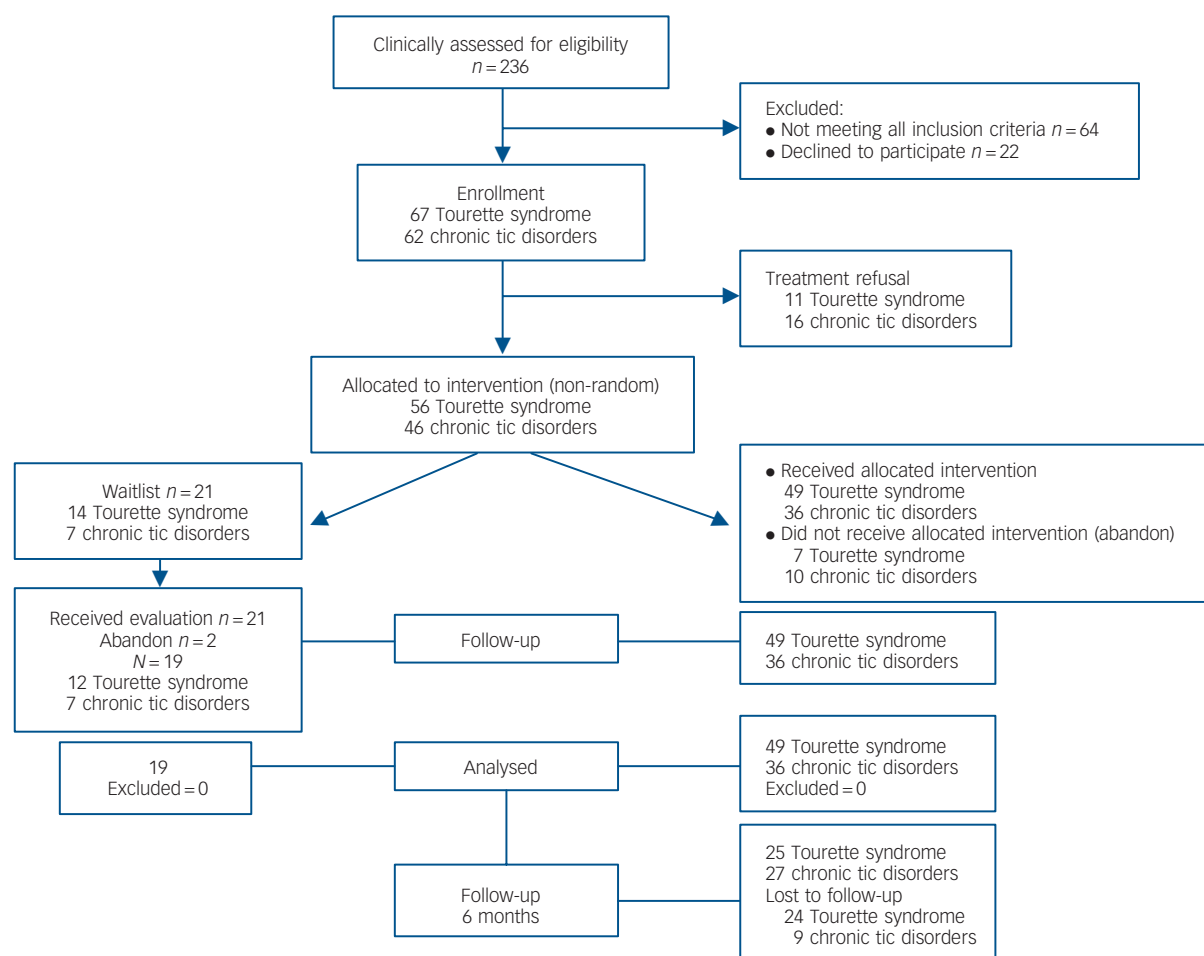 Clinically assessed for eligibility
n = 236
Excluded:
● Not meeting all inclusion criteria n = 64
● Declined to participate n = 22
Enrollment
67 Tourette syndrome
62 chronic tic disorders
Treatment refusal
11 Tourette syndrome
16 chronic tic disorders
Allocated to intervention (non-random)
56 Tourette syndrome
46 chronic tic disorders
Waitlist n = 21
14 Tourette syndrome
7 chronic tic disorders
● Received allocated intervention
49 Tourette syndrome
36 chronic tic disorders
● Did not receive allocated intervention (abandon)
7 Tourette syndrome
10 chronic tic disorders
Received evaluation n = 21
Abandon n = 2
N = 19
12 Tourette syndrome
7 chronic tic disorders
Follow-up
49 Tourette syndrome
36 chronic tic disorders
19
Excluded = 0
Analysed
49 Tourette syndrome
36 chronic tic disorders
Excluded = 0
Follow-up
6 months
25 Tourette syndrome
27 chronic tic disorders
Lost to follow-up
24 Tourette syndrome
9 chronic tic disorders